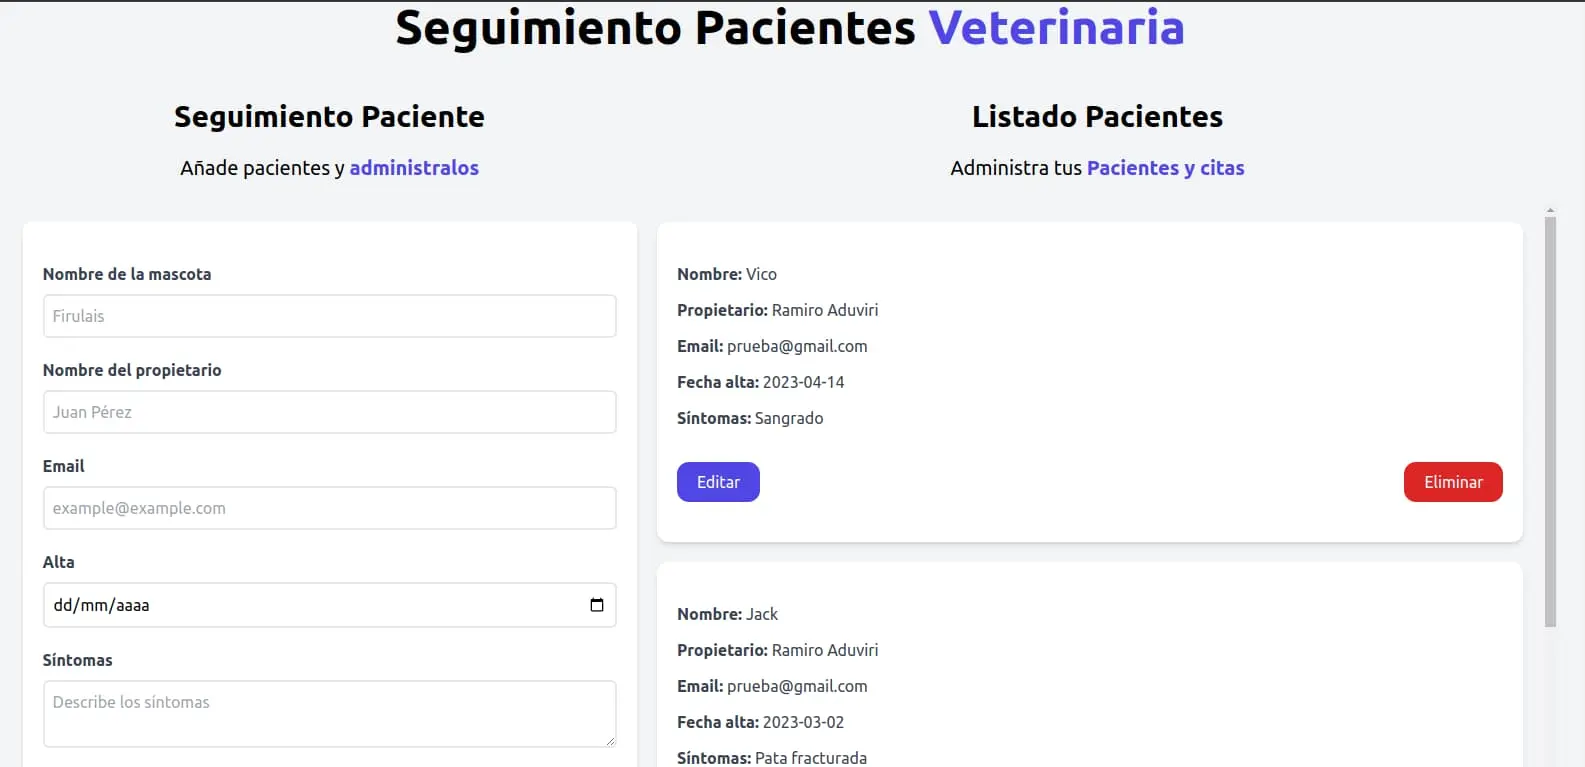 Seguimiento Pacientes Veterinaria
Seguimiento Paciente
Añade pacientes y administralos
Nombre de la mascota
Firulais
Nombre del propietario
Juan Pérez
Email
example@example.com
Alta
dd/mm/aaaa
Síntomas
Describe los síntomas
Listado Pacientes
Administra tus Pacientes y citas
Nombre: Vico
Propietario: Ramiro Aduviri
Email: prueba@gmail.com
Fecha alta: 2023-04-14
Síntomas: Sangrado
Editar
Eliminar
Nombre: Jack
Propietario: Ramiro Aduviri
Email: prueba@gmail.com
Fecha alta: 2023-03-02
Síntomas: Pata fracturada